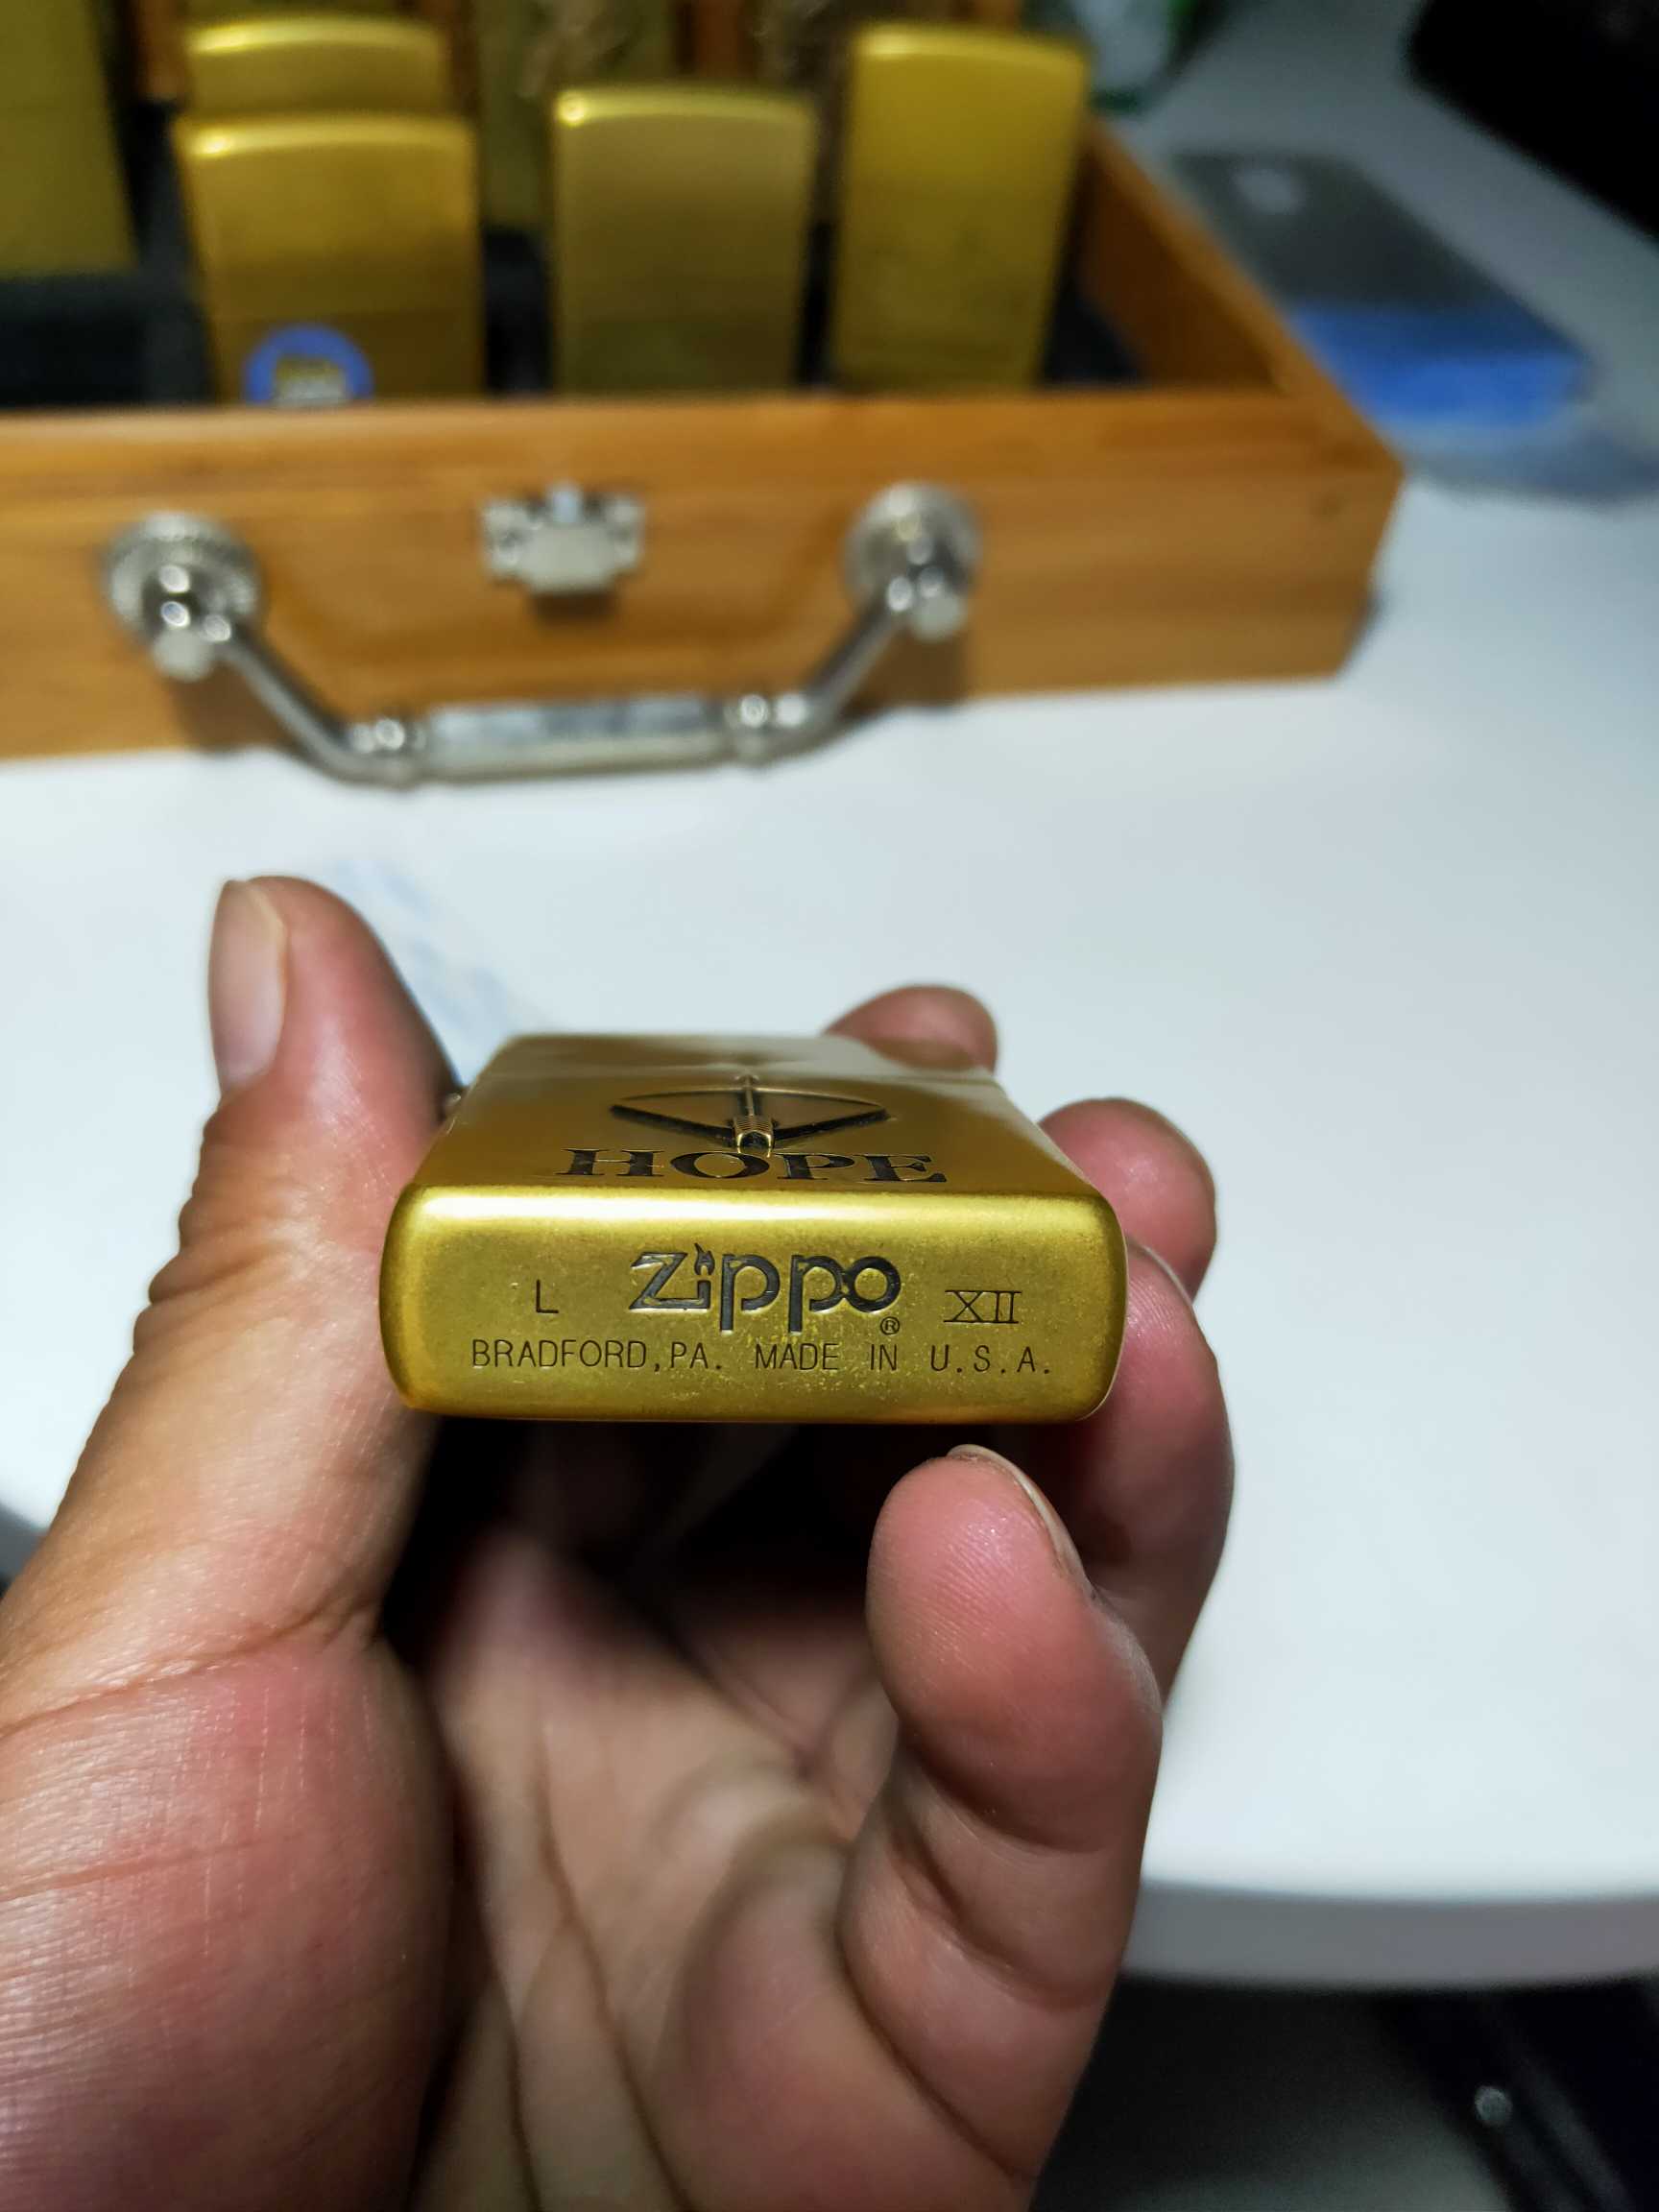 HOPE
L Zippo® XII
BRADFORD,PA. MADE IN U.S.A.